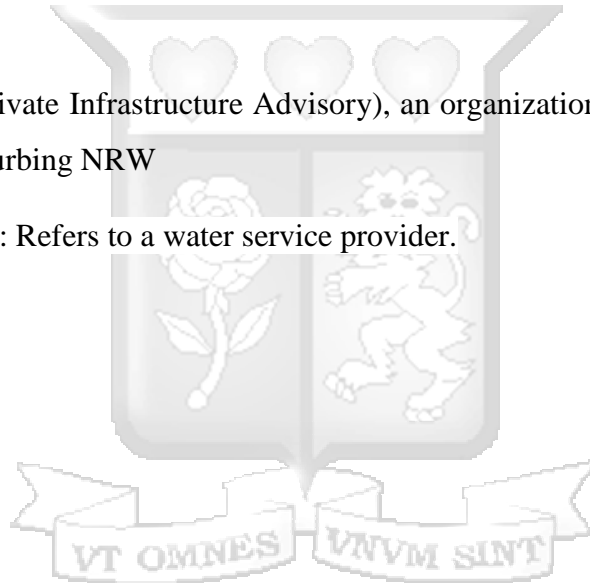 ivate Infrastructure Advisory), an organization
urbing NRW
: Refers to a water service provider.
VT OMNES VNVM SINT